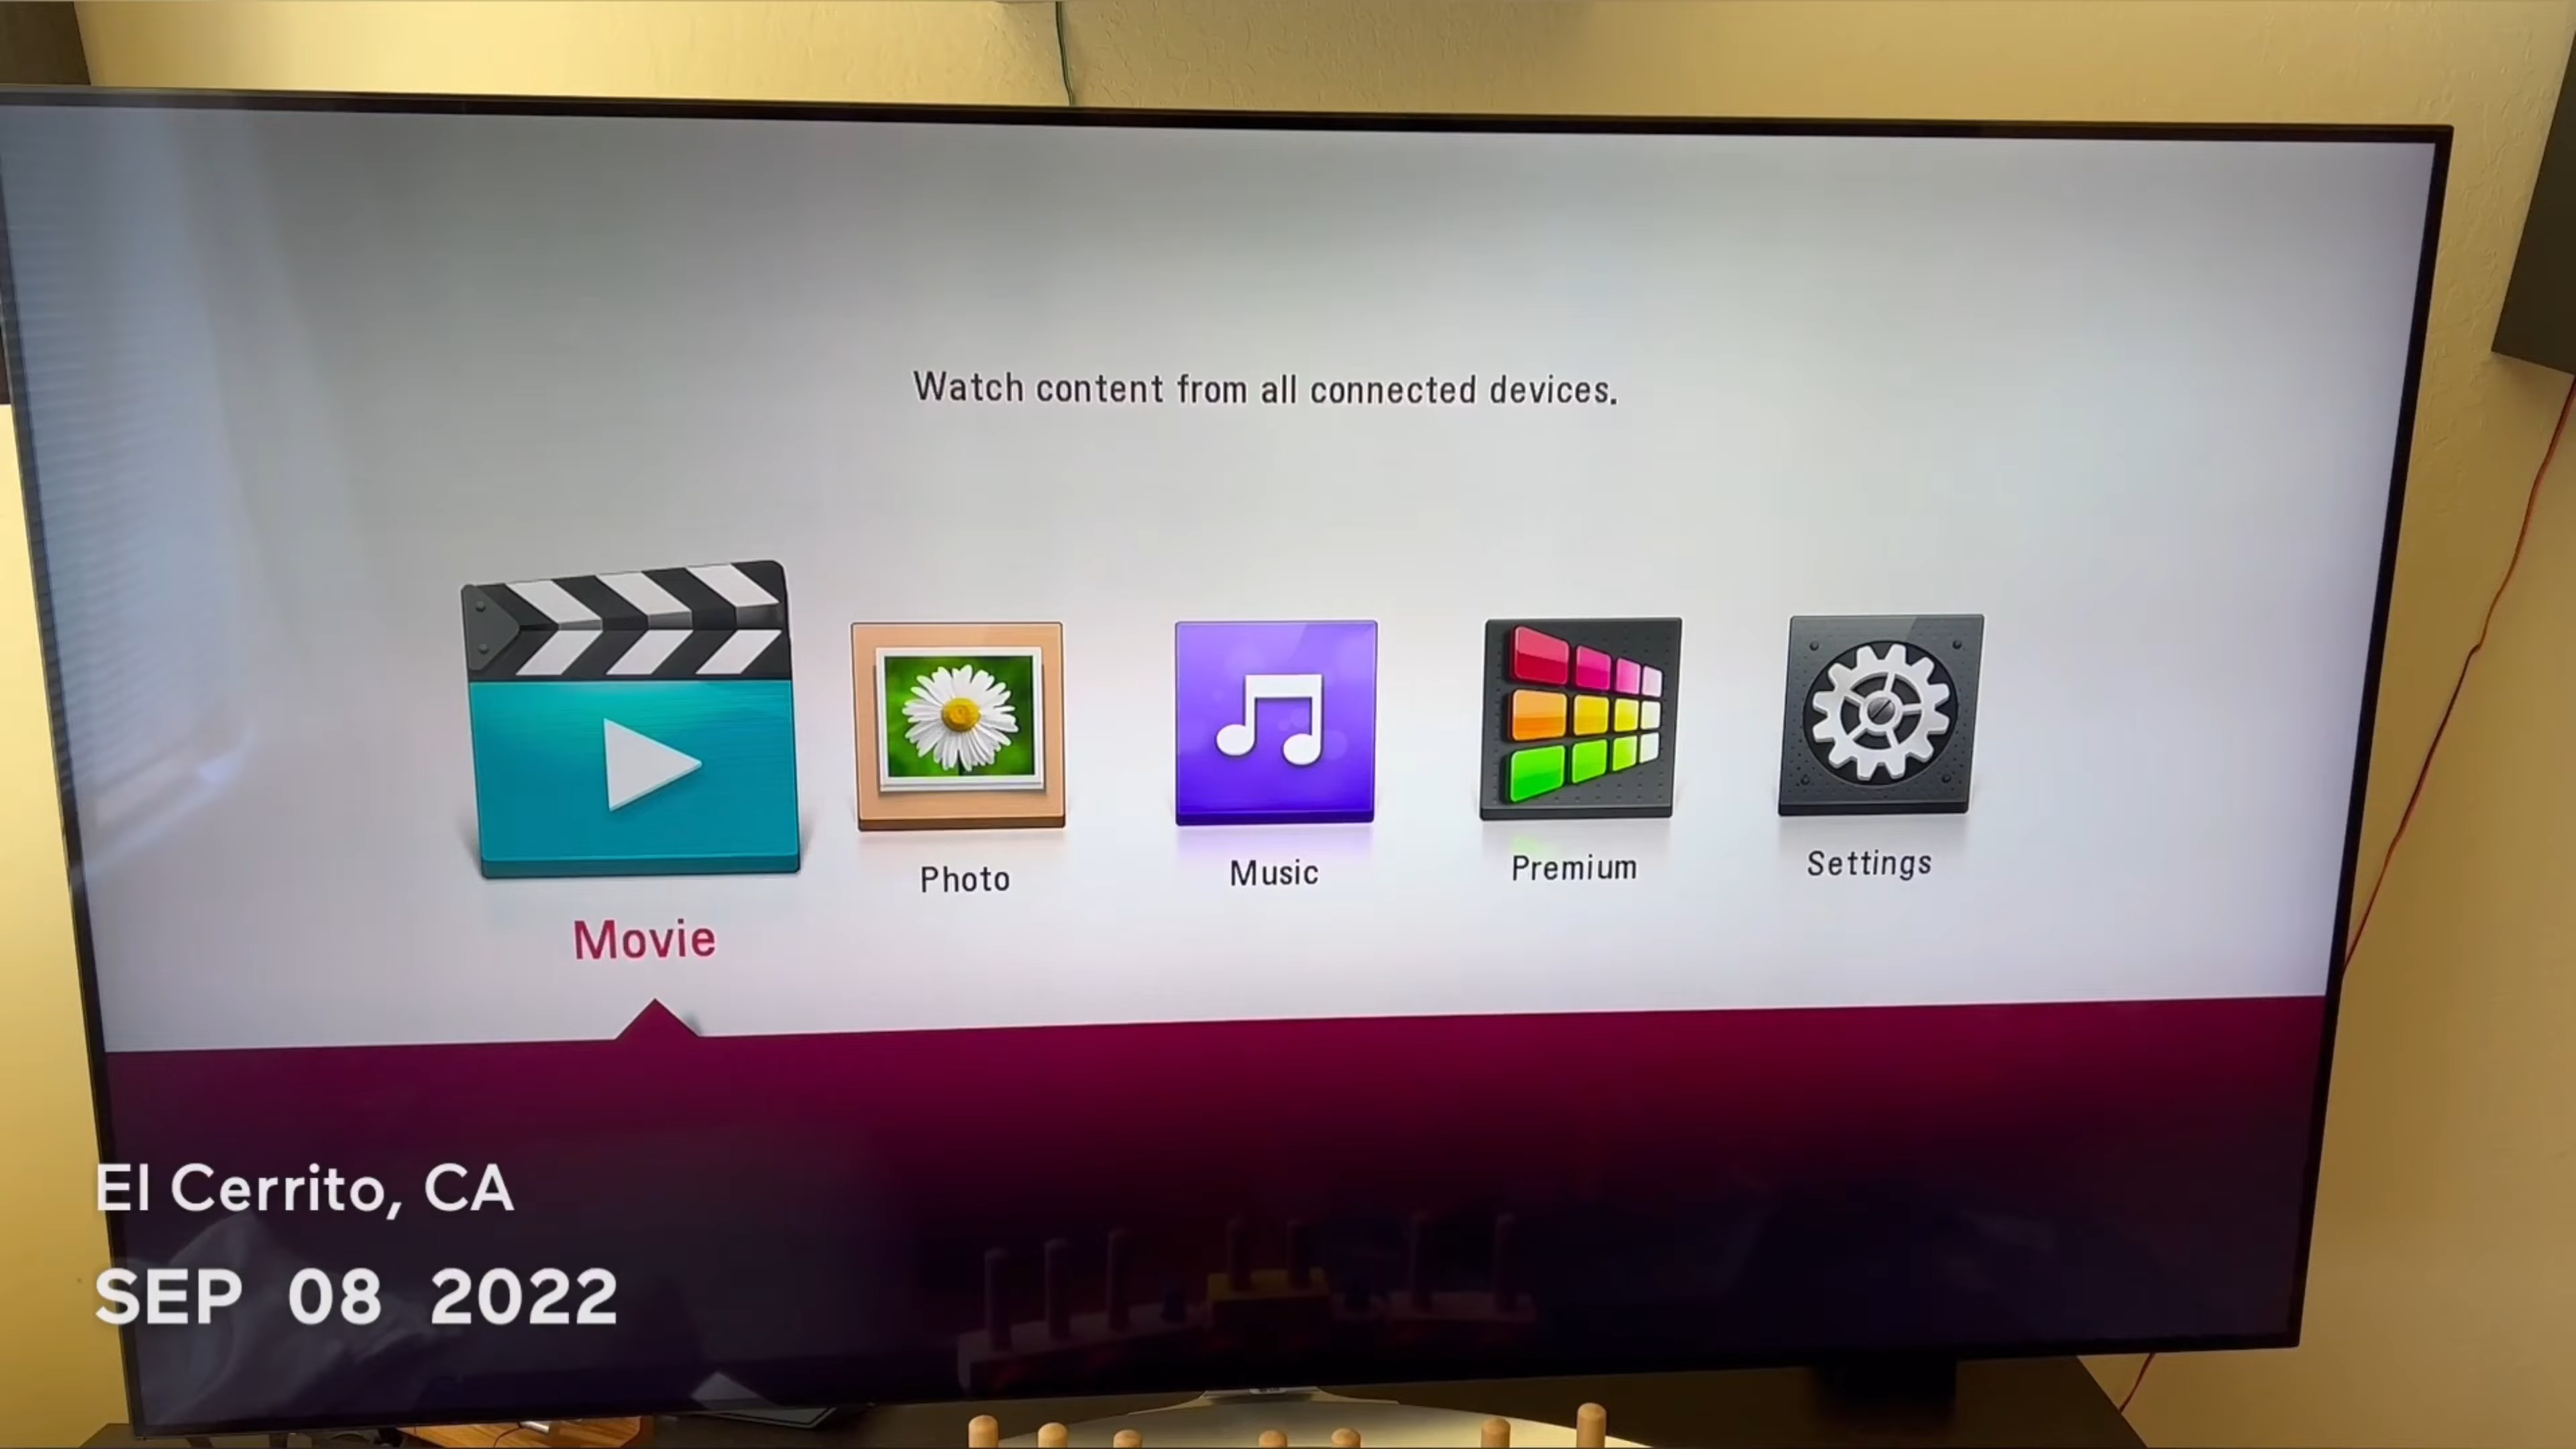 Watch content from all connected devices.
Movie
Photo
Music
Premium
Settings
El Cerrito, CA
SEP 08 2022